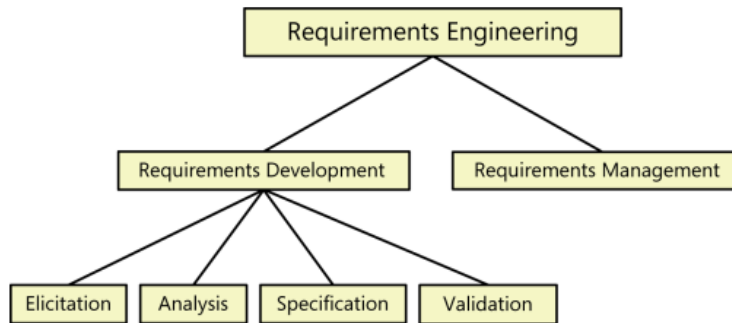 Requirements Engineering
Requirements Development
Requirements Management
Elicitation
Analysis
Specification
Validation